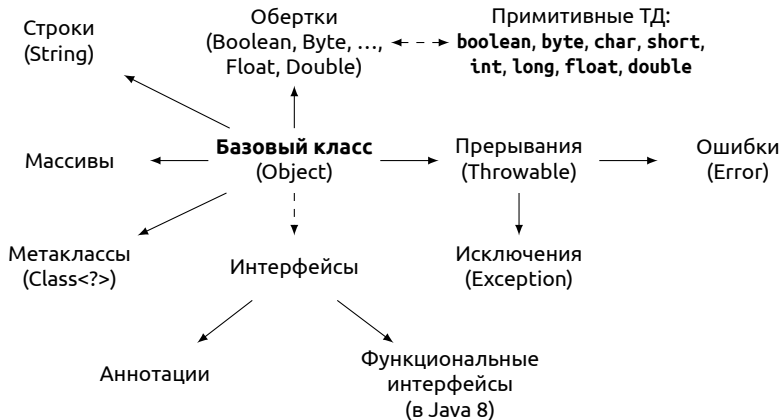 Строки
(String)
Обертки
(Boolean, Byte, …,
Float, Double)
Примитивные ТД:
boolean, byte, char, short,
int, long, float, double
Массивы
Базовый класс
(Object)
Прерывания
(Throwable)
Ошибки
(Error)
Метаклассы
(Class<?>)
Интерфейсы
Исключения
(Exception)
Аннотации
Функциональные
интерфейсы
(в Java 8)